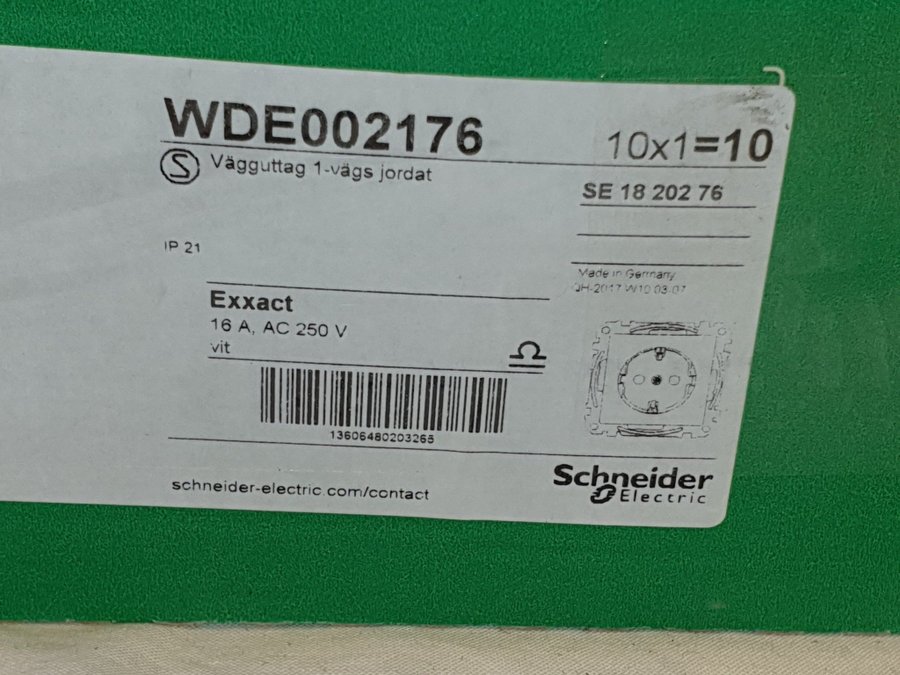 WDE002176
10x1=10
S Vägguttag 1-vägs jordat
SE 18 202 76
IP 21
Made in Germany
Exxact
16 A, AC 250 V
vit
13606480203265
schneider-electric.com/contact
Schneider
Electric